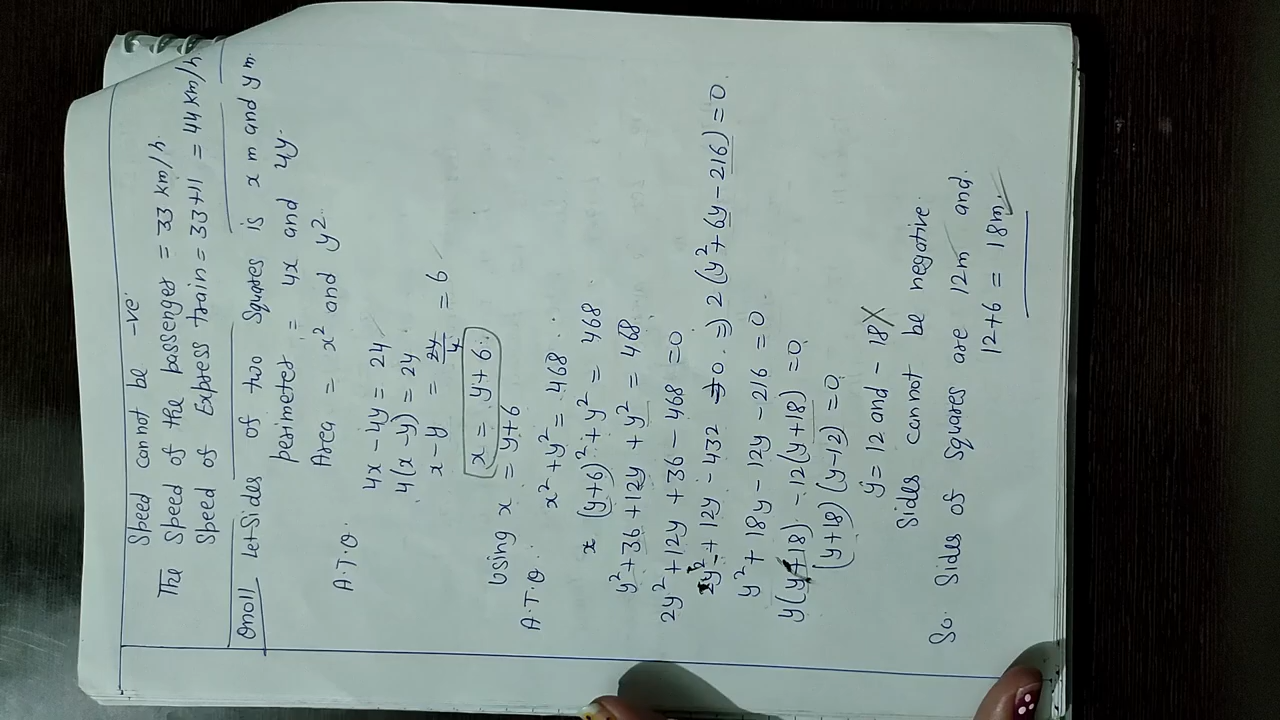 Speed cannot be -ve.
The Speed of the passenger = 33 km/h.
Speed of Express train = 33+11 = 44 km/h
Qno11 let Sides of two Squares is x m and y m.
perimeter = 4x and 4y.
Area = x² and y².
A.T.Q.
4x - 4y = 24
4(x-y) = 24
x-y = 24/4 = 6
x = y+6.
Using x = y+6
A.T.Q.
x²+y² = 468.
x (y+6)² + y² = 468
y²+36+12y + y² = 468
2y²+12y +36 - 468 = 0
2y²+12y - 432 = 0. ⇒ 2(y²+6y-216) = 0.
y² + 18y - 12y - 216 = 0.
y(y+18) - 12(y+18) = 0
(y+18) (y-12) = 0
y = 12 and - 18 X
Sides cannot be negative.
So. Sides of Squares are 12m and.
12+6 = 18m.